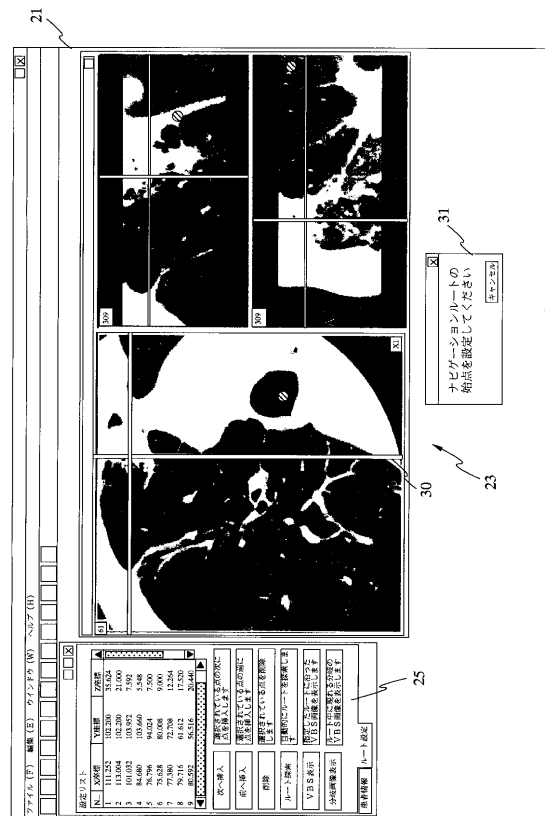 21
ファイル (F) 編集 (E) ウインドウ (W) ヘルプ (H)
設定リスト
N. X座標 Y座標 Z座標
1 111.252 102.200 35.624
2 113.004 102.200 21.000
3 101.032 103.952 7.592
4 84.680 103.660 5.548
5 76.796 94.024 7.500
6 75.628 80.008 9.000
7 77.380 72.708 12.264
8 79.716 61.612 17.520
9 80.592 56.516 20.440
次へ挿入 選択されている点の次に
点を挿入します
前へ挿入 選択されている点の前に
点を挿入します
削除 選択されている点を削除
します
ルート探索 自動的にルートを探索しま
す
VBS表示 指定したルートに沿った
VBS画像を表示します
分岐画像表示 ルート中に現れる分岐の
VBS画像を表示します
患者情報 ルート設定
25
61
X1
309
309
30
23
31
ナビゲーションルートの
始点を設定してください
キャンセル